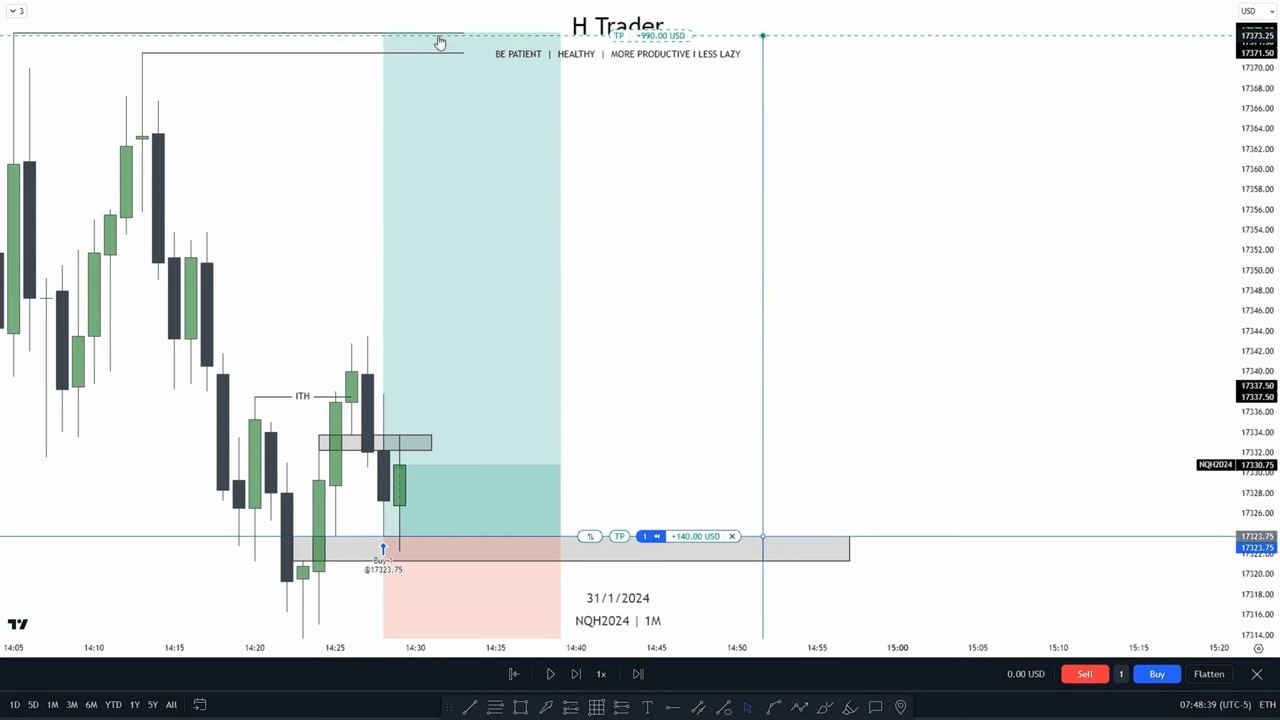 3
H Trader
USD
TP +990.00 USD
17373.25
BE PATIENT | HEALTHY | MORE PRODUCTIVE I LESS LAZY
17371.50
17370.00
17368.00
17366.00
17364.00
17362.00
17360.00
17358.00
17356.00
17354.00
17352.00
17350.00
17348.00
17346.00
17344.00
17342.00
17340.00
17337.50
ITH
17337.50
17336.00
17334.00
17332.00
NQH2024 17330.75
17330.00
17328.00
17326.00
TP 1 +140.00 USD
17323.75
17323.75
Buy 1
@17323.75
17320.00
17318.00
31/1/2024
17316.00
NQH2024 | 1M
17314.00
14:05 14:10 14:15 14:20 14:25 14:30 14:35 14:40 14:45 14:50 14:55 15:00 15:05 15:10 15:15 15:20
1x 0.00 USD Sell 1 Buy Flatten
1D 5D 1M 3M 6M YTD 1Y 5Y All 07:48:39 (UTC-5) ETH